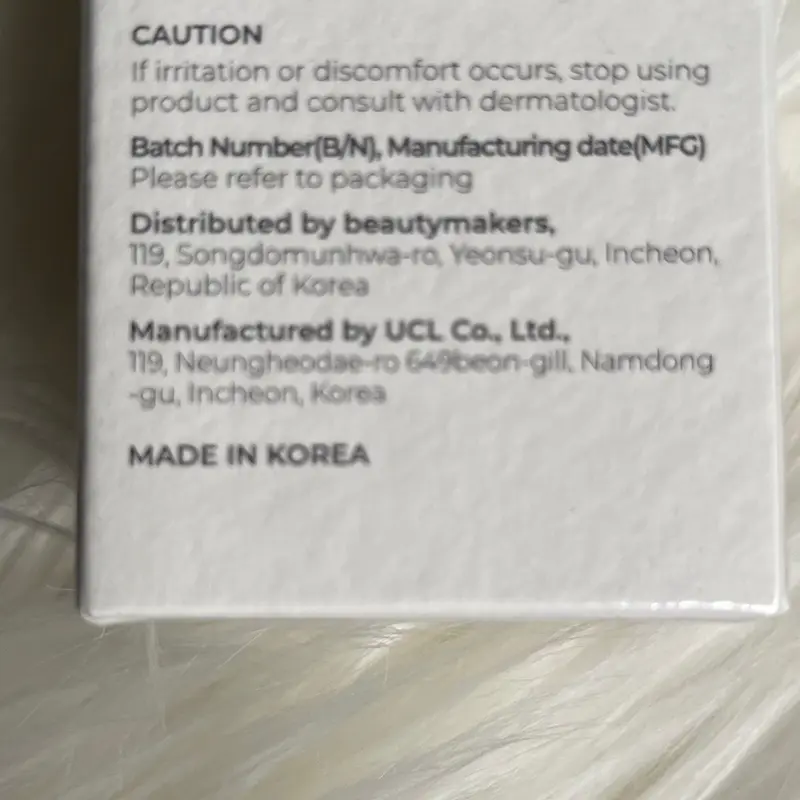 CAUTION
If irritation or discomfort occurs, stop using
product and consult with dermatologist.
Batch Number(B/N), Manufacturing date(MFG)
Please refer to packaging
Distributed by beautymakers,
119, Songdomunhwa-ro, Yeonsu-gu, Incheon,
Republic of Korea
Manufactured by UCL Co., Ltd.,
119, Neungheodae-ro 649beon-gill, Namdong
-gu, Incheon, Korea
MADE IN KOREA